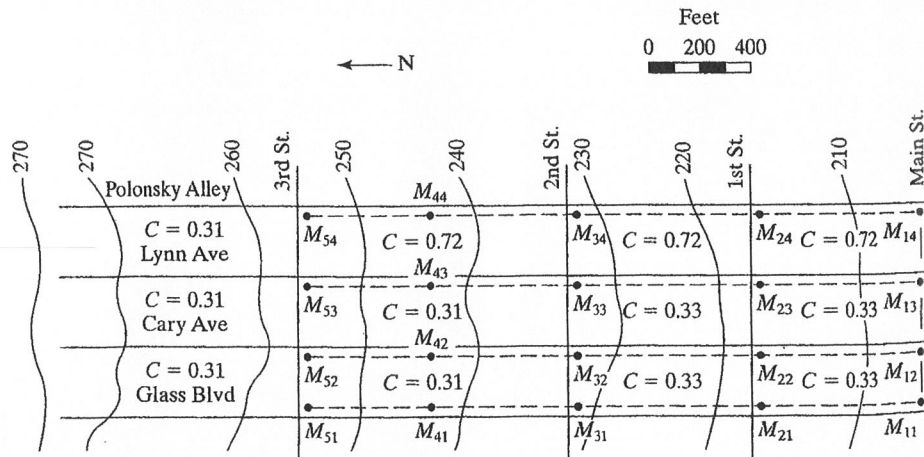 Feet
0 200 400
N
270
270
260
3rd St.
250
240
2nd St.
230
220
1st St.
210
Main St.
Polonsky Alley
M44
C = 0.31
Lynn Ave
M54
C = 0.72
M34
C = 0.72
M24
C = 0.72
M14
M43
C = 0.31
Cary Ave
M53
C = 0.31
M33
C = 0.33
M23
C = 0.33
M13
M42
C = 0.31
Glass Blvd
M52
C = 0.31
M32
C = 0.33
M22
C = 0.33
M12
M51
M41
M31
M21
M11